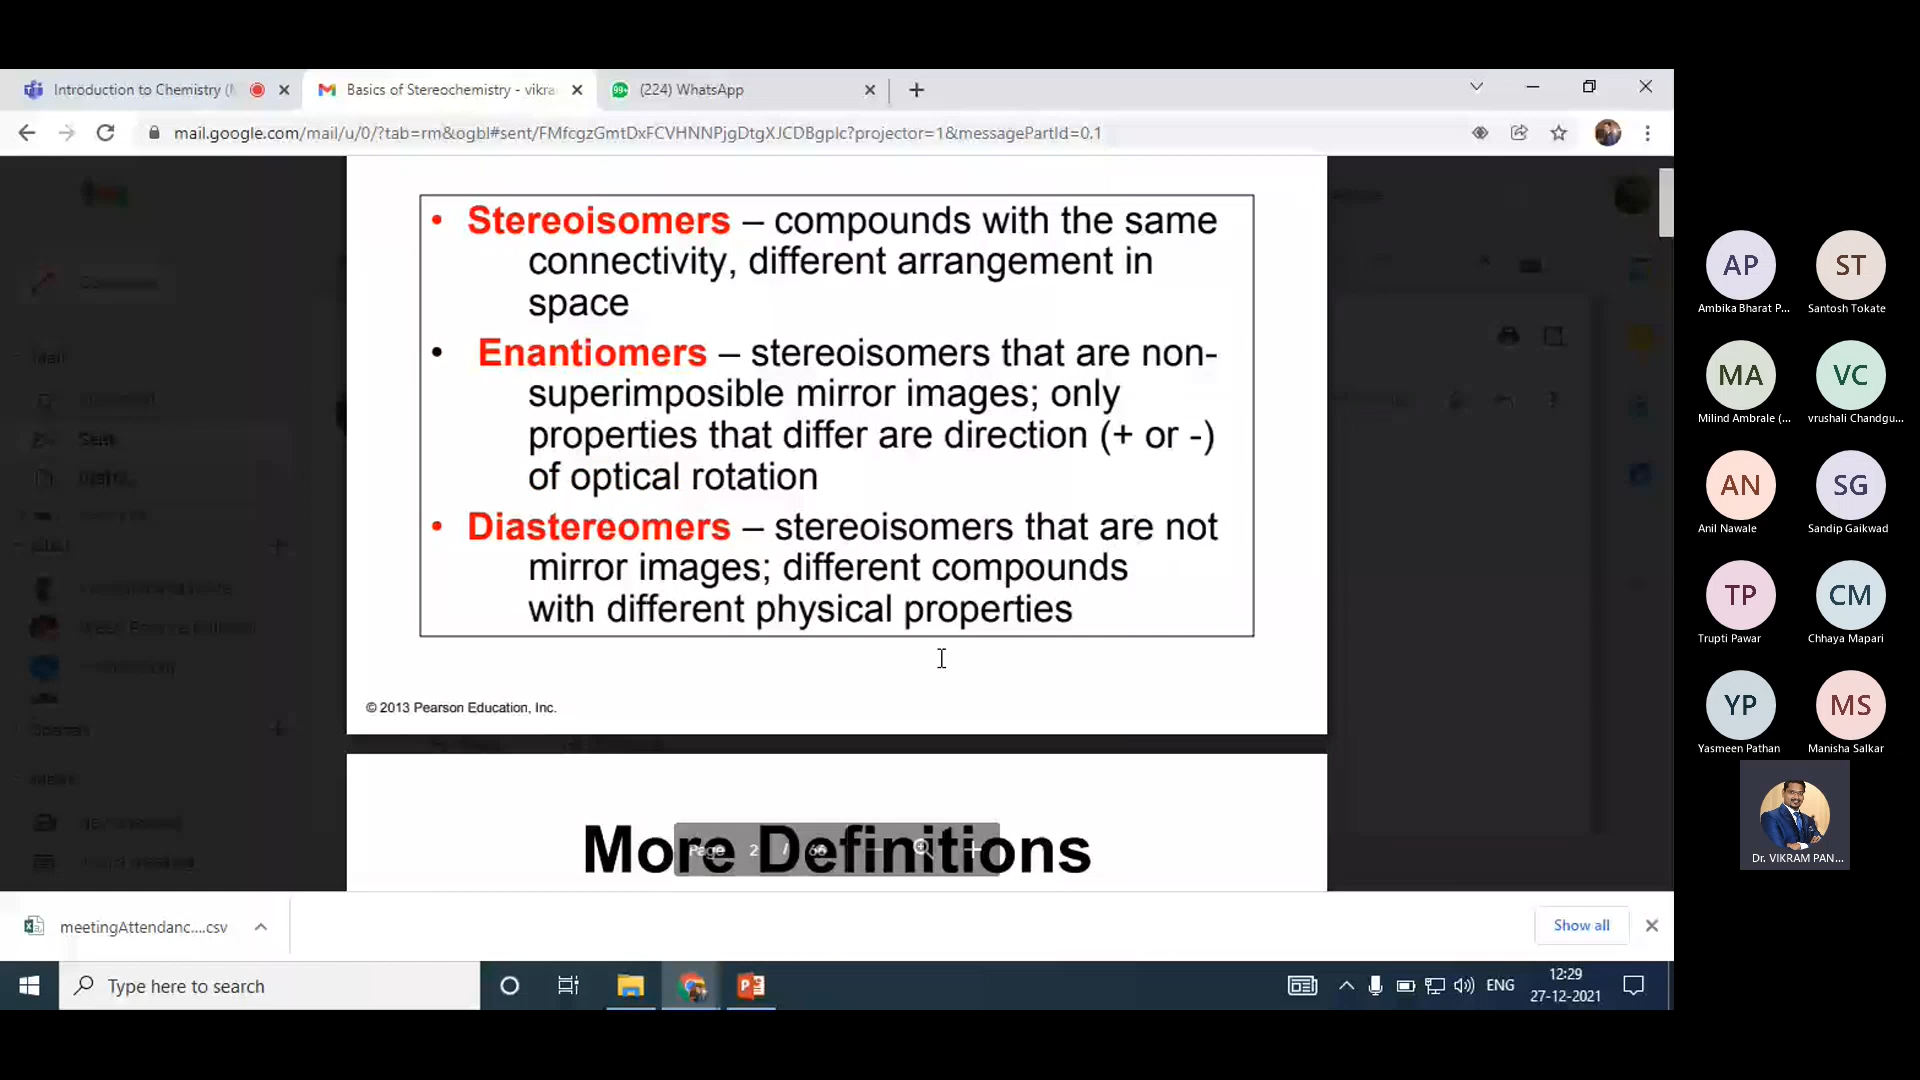 Introduction to Chemistry (
Basics of Stereochemistry - vikra
99+
(224) WhatsApp
mail.google.com/mail/u/0/?tab=rm&ogbl#sent/FMfcgzGmtDxFCVHNNPjgDtgXJCDBgplc?projector=1&messagePartId=0.1
• Stereoisomers – compounds with the same
connectivity, different arrangement in
space
• Enantiomers – stereoisomers that are non-
superimposible mirror images; only
properties that differ are direction (+ or -)
of optical rotation
• Diastereomers – stereoisomers that are not
mirror images; different compounds
with different physical properties
© 2013 Pearson Education, Inc.
More Definitions
Page 2 / 66
meetingAttendanc....csv
Show all
Type here to search
ENG
12:29
27-12-2021
AP
Ambika Bharat P...
ST
Santosh Tokate
MA
Milind Ambrale (...
VC
vrushali Chandgu...
AN
Anil Nawale
SG
Sandip Gaikwad
TP
Trupti Pawar
CM
Chhaya Mapari
YP
Yasmeen Pathan
MS
Manisha Salkar
Dr. VIKRAM PAN...